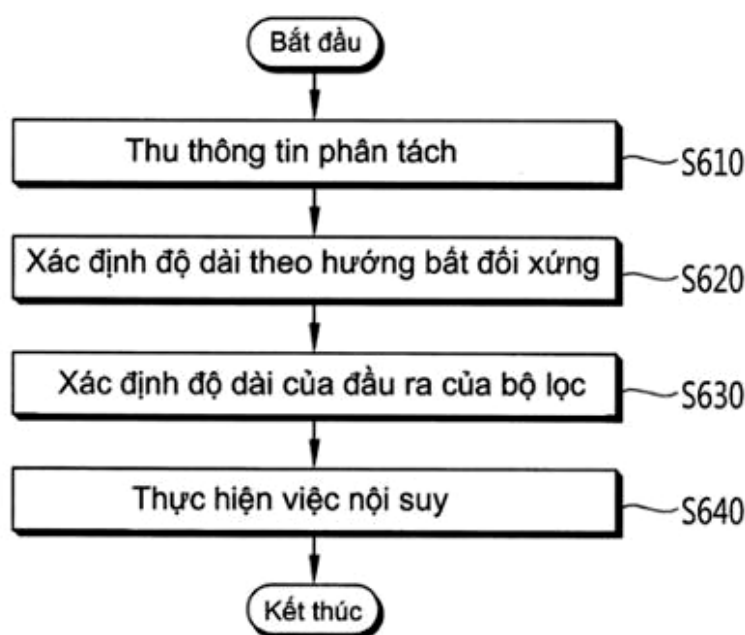 Bắt đầu
Thu thông tin phân tách
S610
Xác định độ dài theo hướng bất đối xứng
S620
Xác định độ dài của đầu ra của bộ lọc
S630
Thực hiện việc nội suy
S640
Kết thúc